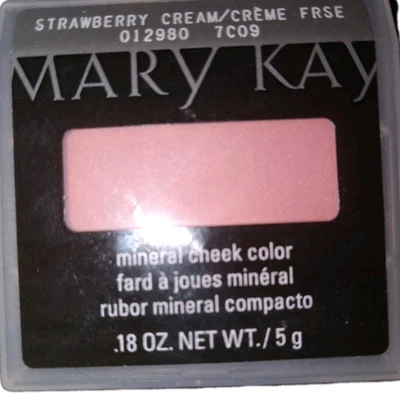 STRAWBERRY CREAM/CRÈME FRSE
012980 7C09
MARY KAY
mineral cheek color
fard à joues minéral
rubor mineral compacto
.18 OZ. NET WT./5 g